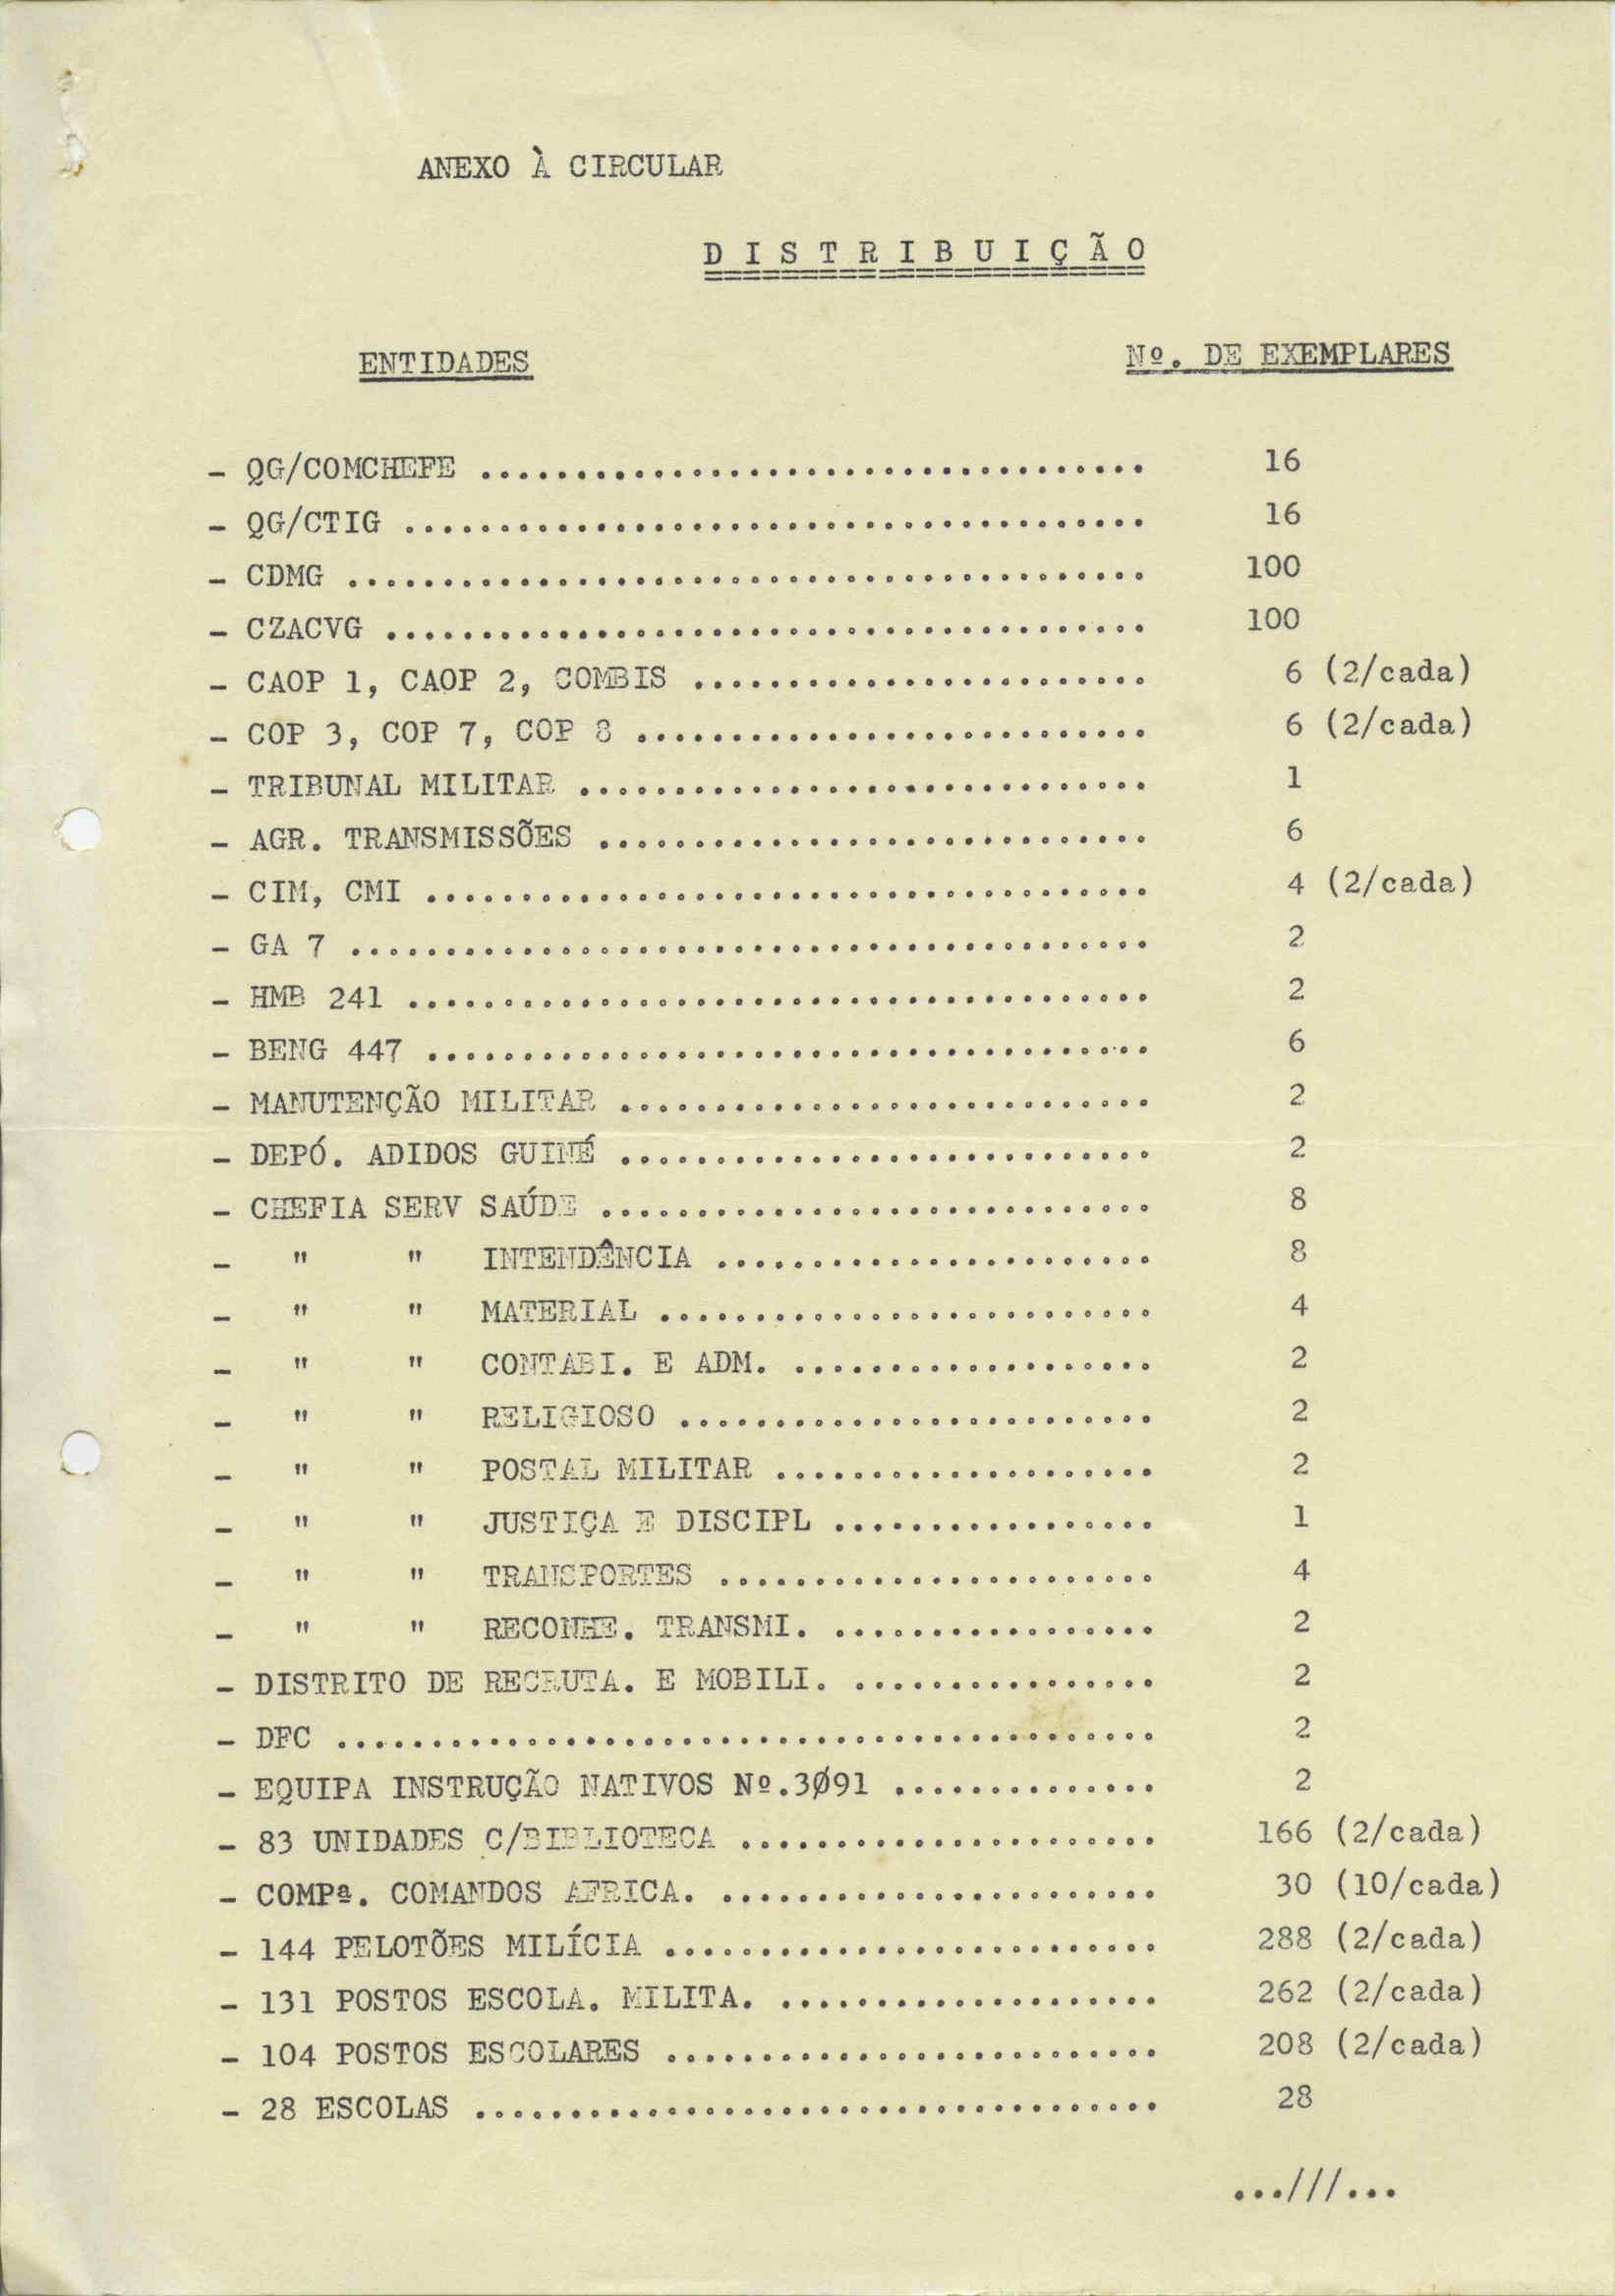 ANEXO À CIRCULAR
D I S T R I B U I Ç Ã O
ENTIDADES Nº. DE EXEMPLARES
- QG/COMCHEFE ................................... 16
- QG/CTIG ....................................... 16
- CDMG .......................................... 100
- CZACVG ........................................ 100
- CAOP 1, CAOP 2, COMBIS ........................ 6 (2/cada)
- COP 3, COP 7, COP 8 ........................... 6 (2/cada)
- TRIBUNAL MILITAR .............................. 1
- AGR. TRANSMISSÕES ............................. 6
- CIM, CMI ...................................... 4 (2/cada)
- GA 7 .......................................... 2
- HMB 241 ....................................... 2
- BENG 447 ...................................... 6
- MANUTENÇÃO MILITAR ............................ 2
- DEPÓ. ADIDOS GUINÉ ............................ 2
- CHEFIA SERV SAÚDE ............................. 8
- " " INTENDÊNCIA ....................... 8
- " " MATERIAL .......................... 4
- " " CONTABI. E ADM. ................... 2
- " " RELIGIOSO ......................... 2
- " " POSTAL MILITAR .................... 2
- " " JUSTIÇA E DISCIPL ................. 1
- " " TRANSPORTES ....................... 4
- " " RECONHE. TRANSMI. ................. 2
- DISTRITO DE RECRUTA. E MOBILI. ................ 2
- DFC ........................................... 2
- EQUIPA INSTRUÇÃO NATIVOS Nº.3Ø91 .............. 2
- 83 UNIDADES C/BIBLIOTECA ...................... 166 (2/cada)
- COMPª. COMANDOS AFRICA. ....................... 30 (10/cada)
- 144 PELOTÕES MILÍCIA .......................... 288 (2/cada)
- 131 POSTOS ESCOLA. MILITA. .................... 262 (2/cada)
- 104 POSTOS ESCOLARES .......................... 208 (2/cada)
- 28 ESCOLAS .................................... 28
...///...